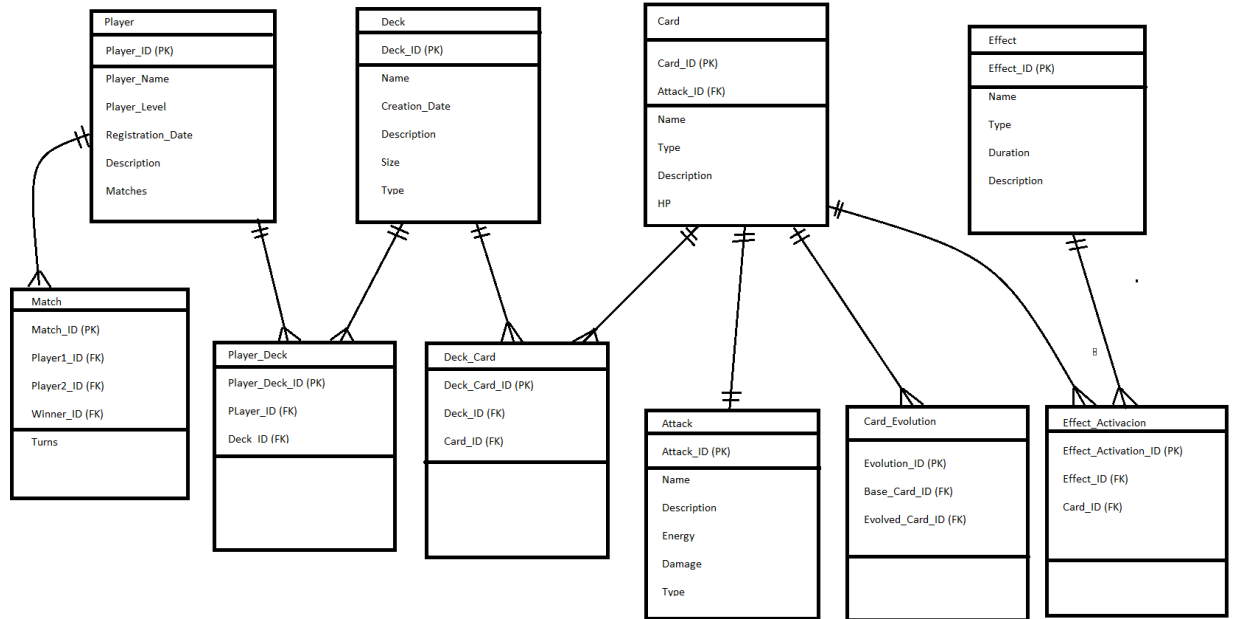 Player
Player_ID (PK)
Player_Name
Player_Level
Registration_Date
Description
Matches
Deck
Deck_ID (PK)
Name
Creation_Date
Description
Size
Type
Card
Card_ID (PK)
Attack_ID (FK)
Name
Type
Description
HP
Effect
Effect_ID (PK)
Name
Type
Duration
Description
Match
Match_ID (PK)
Player1_ID (FK)
Player2_ID (FK)
Winner_ID (FK)
Turns
Player_Deck
Player_Deck_ID (PK)
PLayer_ID (FK)
Deck_ID (FK)
Deck_Card
Deck_Card_ID (PK)
Deck_ID (FK)
Card_ID (FK)
Attack
Attack_ID (PK)
Name
Description
Energy
Damage
Type
Card_Evolution
Evolution_ID (PK)
Base_Card_ID (FK)
Evolved_Card_ID (FK)
Effect_Activacion
Effect_Activation_ID (PK)
Effect_ID (FK)
Card_ID (FK)